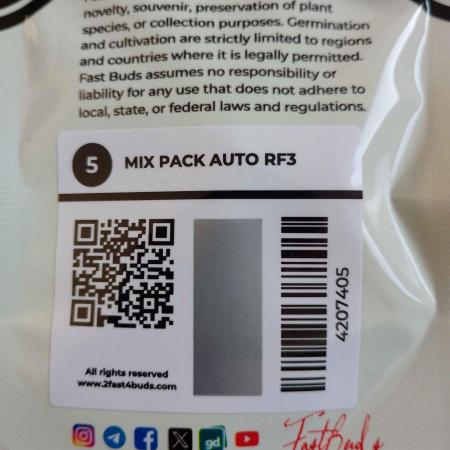 novelty, souvenir, preservation of plant
species, or collection purposes. Germination
and cultivation are strictly limited to regions
and countries where it is legally permitted.
Fast Buds assumes no responsibility or
liability for any use that does not adhere to
local, state, or federal laws and regulations.
5 MIX PACK AUTO RF3
4207405
All rights reserved
www.2fast4buds.com
gd
FastBuds